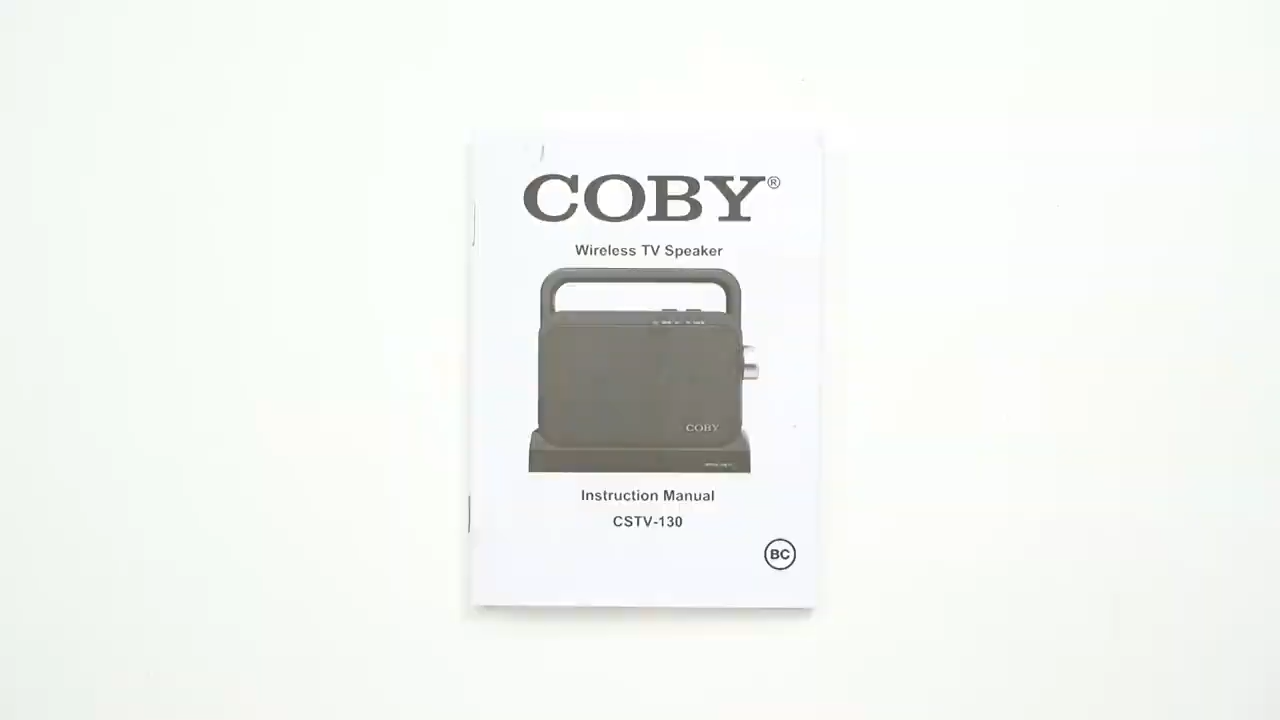 COBY®
Wireless TV Speaker
COBY
Instruction Manual
CSTV-130
BC